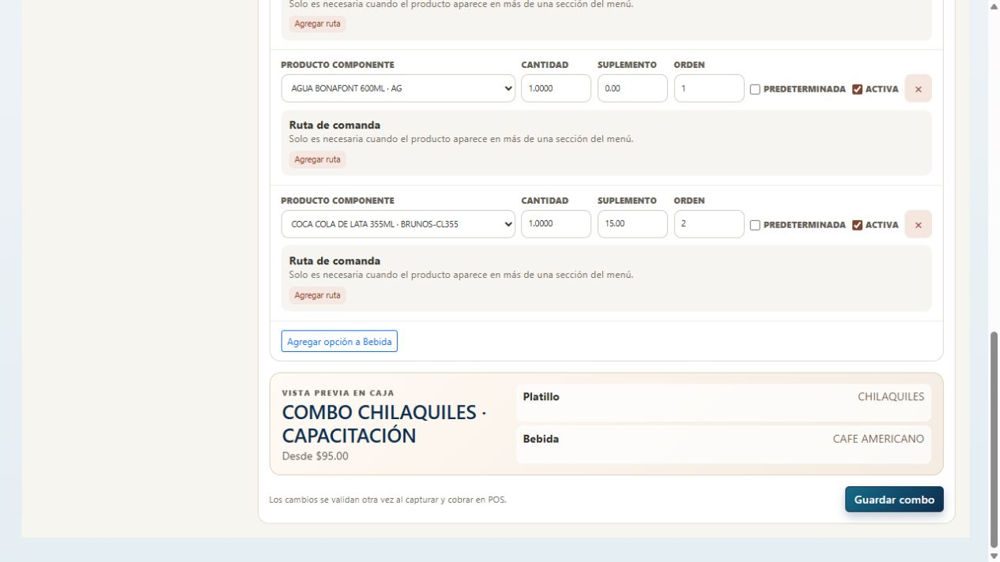 Solo es necesaria cuando el producto aparece en más de una sección del menú.
Agregar ruta
PRODUCTO COMPONENTE CANTIDAD SUPLEMENTO ORDEN
AGUA BONAFONT 600ML · AG 1.0000 0.00 1 PREDETERMINADA ACTIVA ×
Ruta de comanda
Solo es necesaria cuando el producto aparece en más de una sección del menú.
Agregar ruta
PRODUCTO COMPONENTE CANTIDAD SUPLEMENTO ORDEN
COCA COLA DE LATA 355ML · BRUNOS-CL355 1.0000 15.00 2 PREDETERMINADA ACTIVA ×
Ruta de comanda
Solo es necesaria cuando el producto aparece en más de una sección del menú.
Agregar ruta
Agregar opción a Bebida
VISTA PREVIA EN CAJA
COMBO CHILAQUILES ·
CAPACITACIÓN
Desde $95.00
Platillo CHILAQUILES
Bebida CAFE AMERICANO
Los cambios se validan otra vez al capturar y cobrar en POS.
Guardar combo